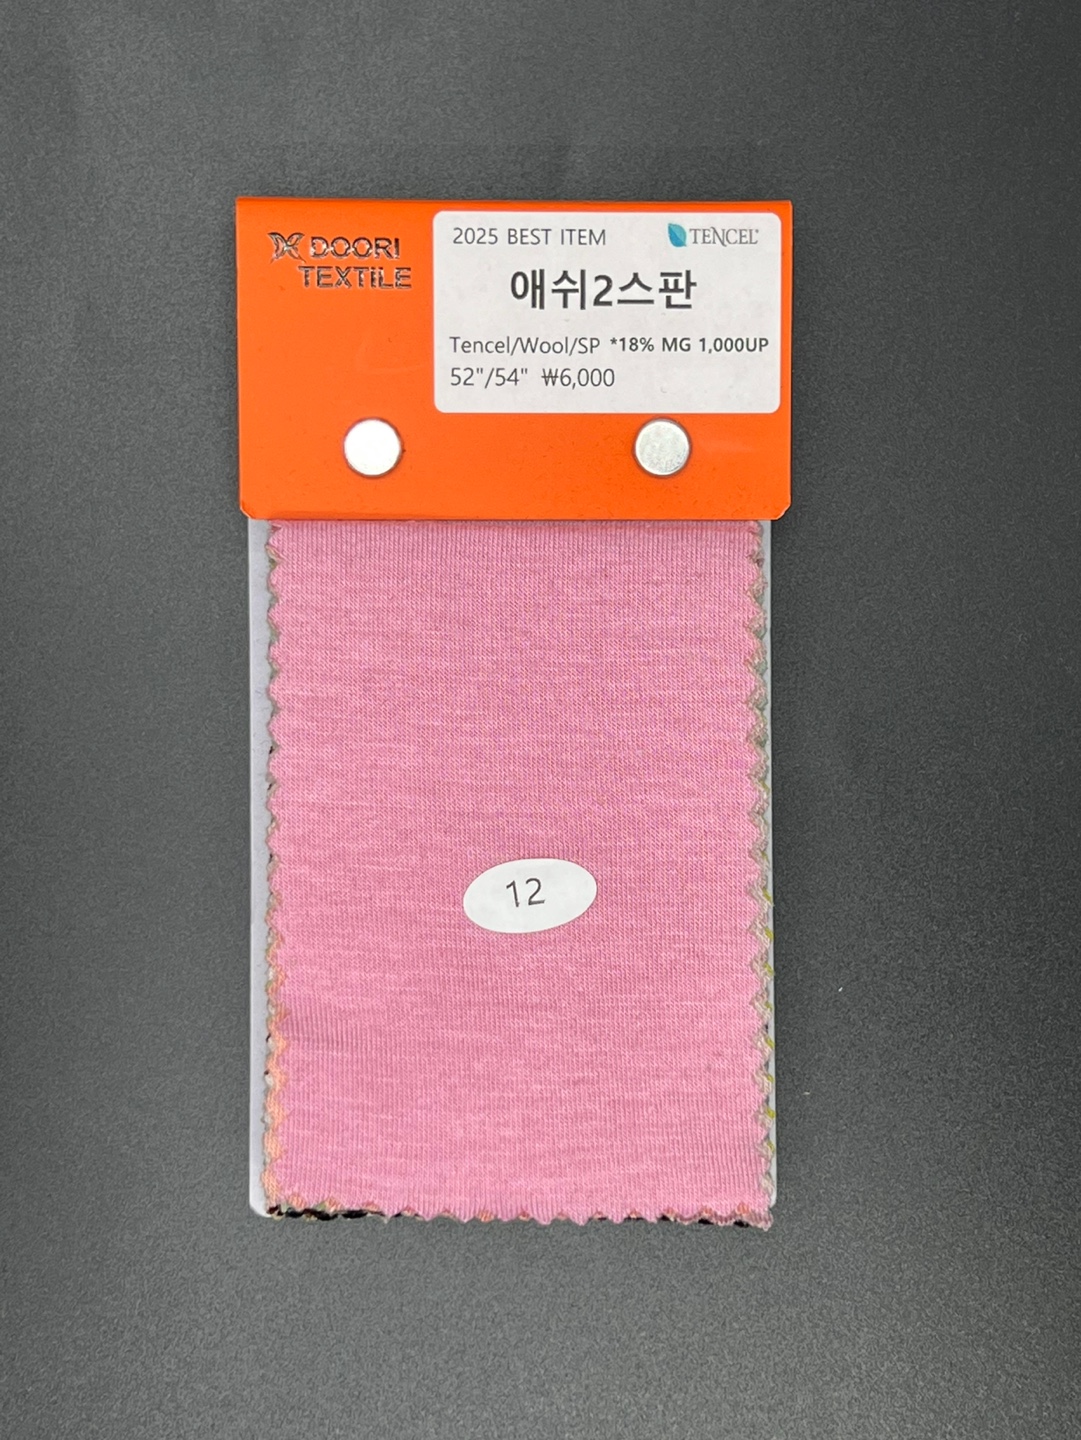 DOORI
TEXTILE
2025 BEST ITEM
TENCEL
애쉬2스판
Tencel/Wool/SP *18% MG 1,000UP
52"/54" ₩6,000
12